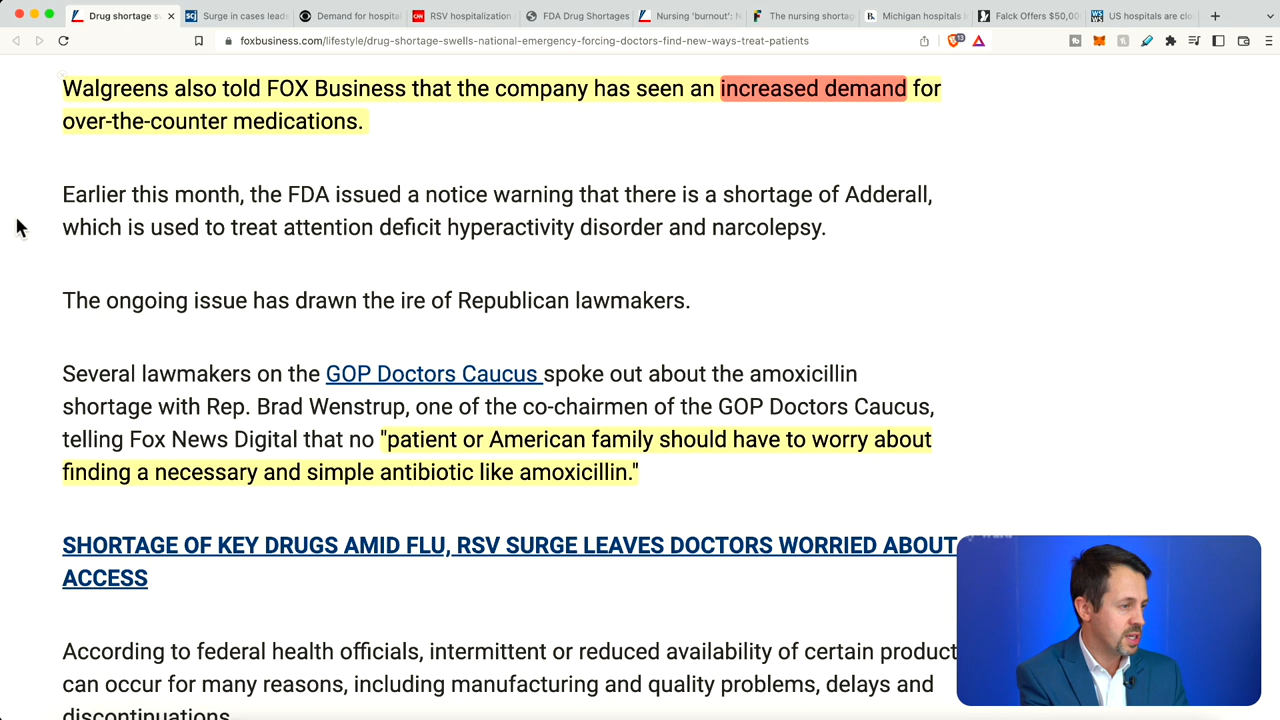 Drug shortage s
Surge in cases lead
Demand for hospital
CNN RSV hospitalization
FDA Drug Shortages
Nursing 'burnout': N
The nursing shortag
Michigan hospitals
Falck Offers $50,00
US hospitals are clo
foxbusiness.com/lifestyle/drug-shortage-swells-national-emergency-forcing-doctors-find-new-ways-treat-patients
Walgreens also told FOX Business that the company has seen an increased demand for
over-the-counter medications.
Earlier this month, the FDA issued a notice warning that there is a shortage of Adderall,
which is used to treat attention deficit hyperactivity disorder and narcolepsy.
The ongoing issue has drawn the ire of Republican lawmakers.
Several lawmakers on the GOP Doctors Caucus spoke out about the amoxicillin
shortage with Rep. Brad Wenstrup, one of the co-chairmen of the GOP Doctors Caucus,
telling Fox News Digital that no "patient or American family should have to worry about
finding a necessary and simple antibiotic like amoxicillin."
SHORTAGE OF KEY DRUGS AMID FLU, RSV SURGE LEAVES DOCTORS WORRIED ABOUT
ACCESS
According to federal health officials, intermittent or reduced availability of certain product
can occur for many reasons, including manufacturing and quality problems, delays and
discontinuations